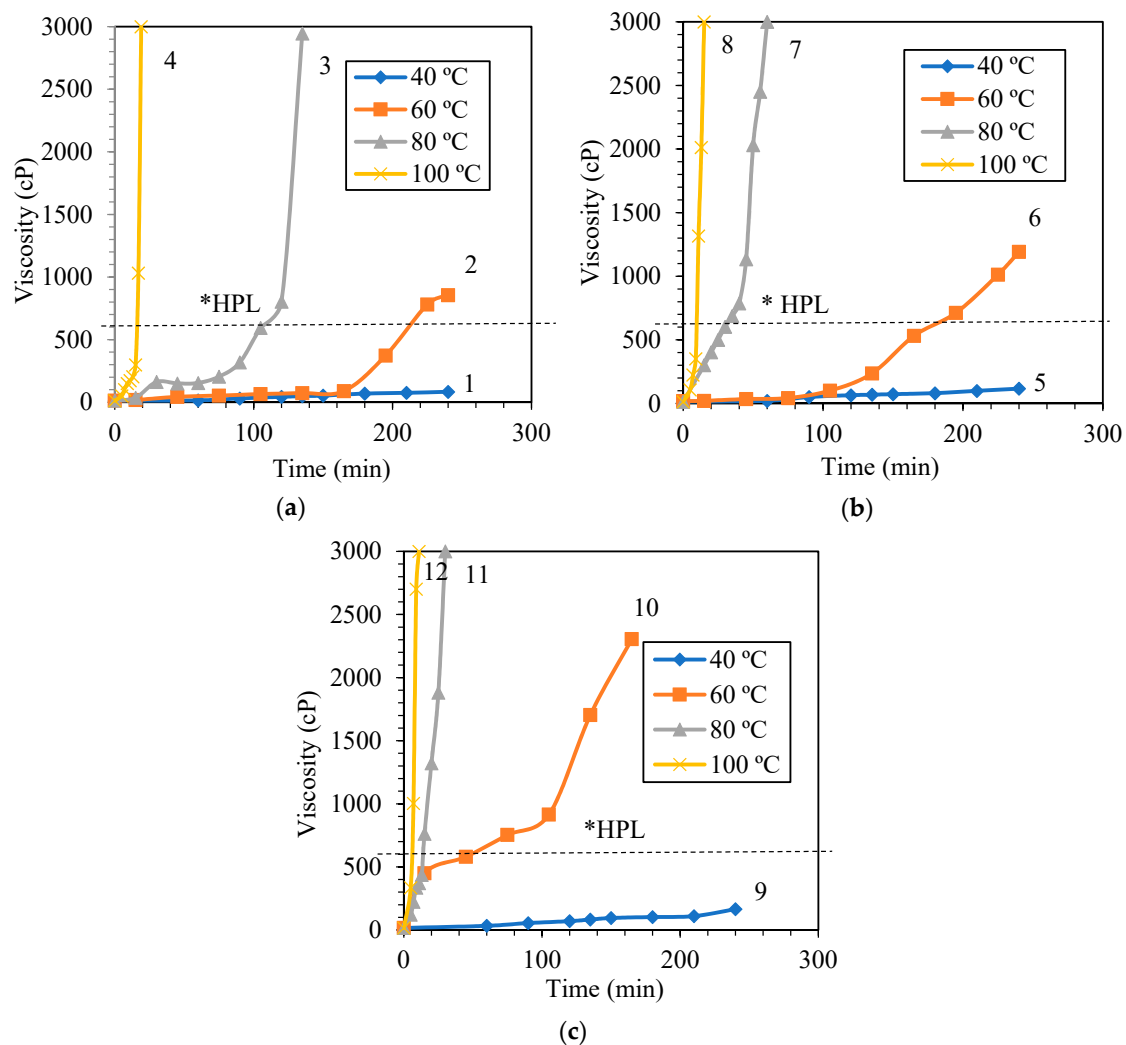 3000
2500
2000
1500
1000
500
0
Viscosity (cP)
4
3
40 ºC
60 ºC
80 ºC
100 ºC
2
*HPL
1
0
100
200
300
Time (min)
(a)
3000
2500
2000
1500
1000
500
0
Viscosity (cP)
8
7
40 ºC
60 ºC
80 ºC
100 ºC
6
* HPL
5
0
100
200
300
Time (min)
(b)
3000
2500
2000
1500
1000
500
0
Viscosity (cP)
12
11
10
40 ºC
60 ºC
80 ºC
100 ºC
*HPL
9
0
100
200
300
Time (min)
(c)